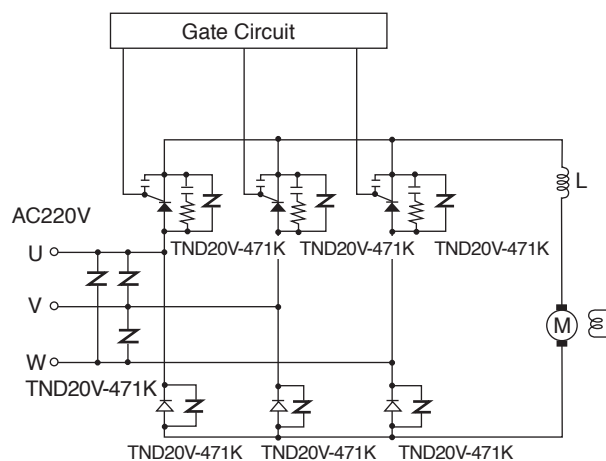 Gate Circuit
L
AC220V
TND20V-471K TND20V-471K TND20V-471K
U
V
M
W
TND20V-471K
TND20V-471K TND20V-471K TND20V-471K